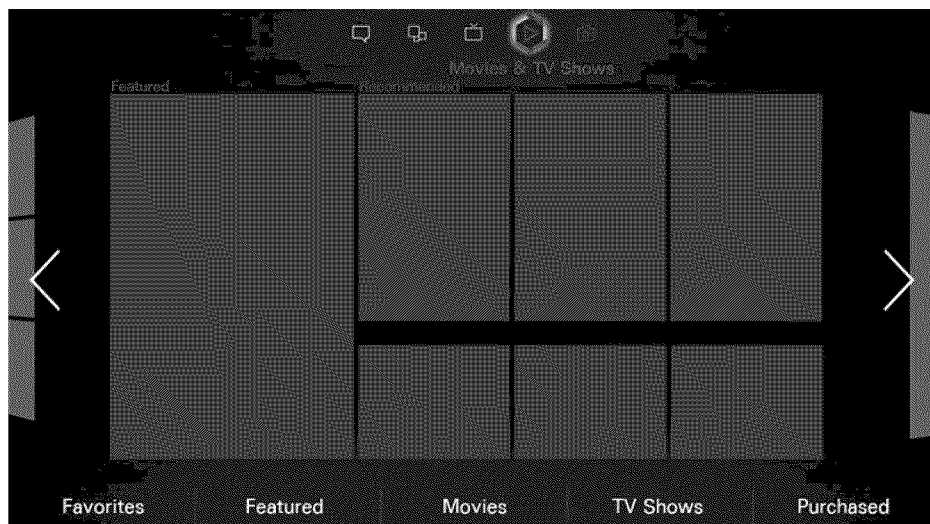 Movies & TV Shows
Featured Recommended
Favorites Featured Movies TV Shows Purchased